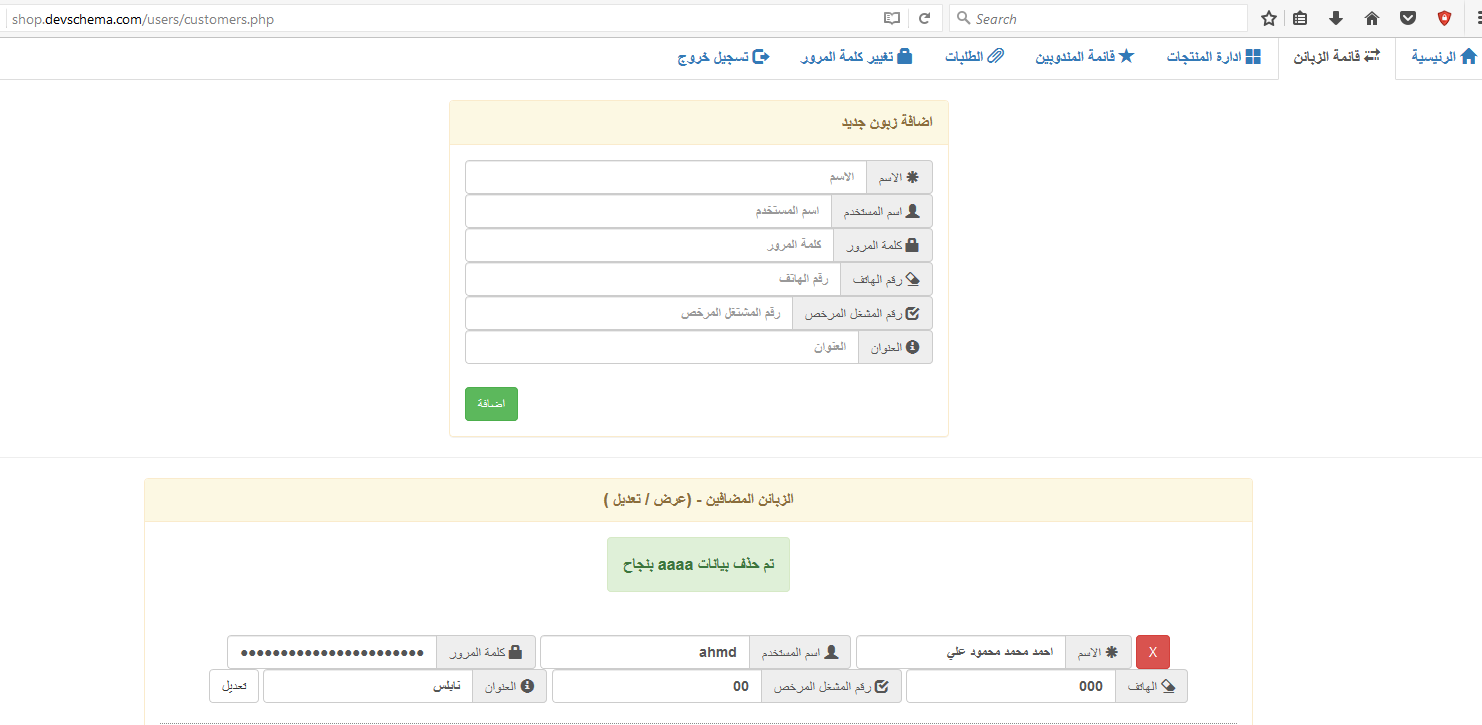 shop.devschema.com/users/customers.php
Search
الرئيسية
قائمة الزبائن
ادارة المنتجات
قائمة المندوبين
الطلبات
تغيير كلمة المرور
تسجيل خروج
اضافة زبون جديد
الاسم الاسم
اسم المستخدم اسم المستخدم
كلمة المرور كلمة المرور
رقم الهاتف رقم الهاتف
رقم المشغل المرخص رقم المشتغل المرخص
العنوان العنوان
اضافة
الزبائن المضافين - (عرض / تعديل )
تم حذف بيانات aaaa بنجاح
X الاسم احمد محمد محمود علي اسم المستخدم ahmd كلمة المرور •••••••••••••••••••••••
الهاتف 000 رقم المشغل المرخص 00 العنوان نابلس تعديل